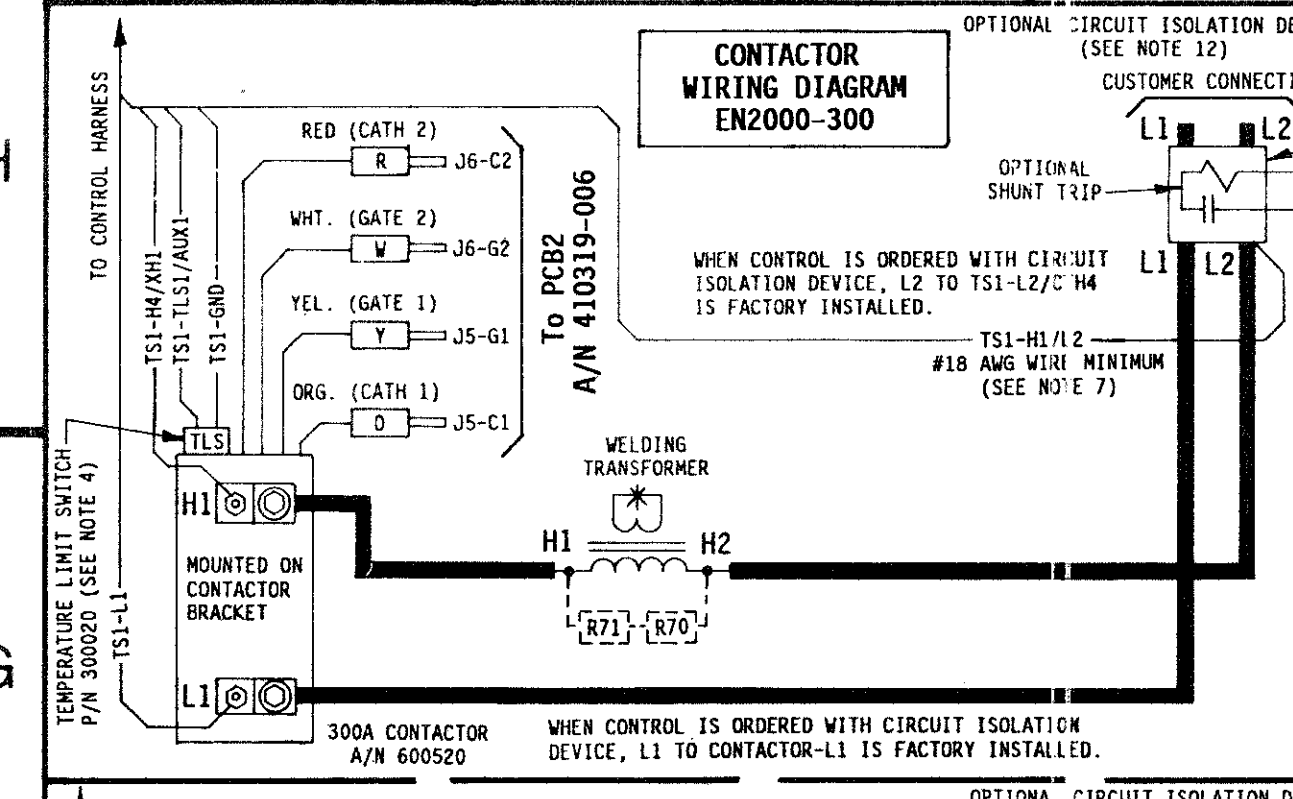 OPTIONAL CIRCUIT ISOLATION
(SEE NOTE 12)
CUSTOMER
CONTACTOR
WIRING DIAGRAM
EN2000-300
L1
L2
OPTIONAL
SHUNT TRIP
TO CONTROL HARNESS
TS1-H4/XH1
TS1-TLS1/AUX1
TS1-GND
RED (CATH 2)
R
J6-C2
WHT. (GATE 2)
W
J6-G2
YEL. (GATE 1)
Y
J5-G1
ORG. (CATH 1)
O
J5-C1
To PCB2
A/N 410319-006
WHEN CONTROL IS ORDERED WITH CIRCUIT
ISOLATION DEVICE, L2 TO TS1-L2/ H4
IS FACTORY INSTALLED.
L1
L2
TS1-H1/L2
#18 AWG WIRE MINIMUM
(SEE NOTE 7)
TLS
TEMPERATURE LIMIT SWITCH
P/N 300020 (SEE NOTE 4)
TS1-L1
H1
MOUNTED ON
CONTACTOR
BRACKET
L1
WELDING
TRANSFORMER
H1
H2
R71
R70
300A CONTACTOR
A/N 600520
WHEN CONTROL IS ORDERED WITH CIRCUIT ISOLATION
DEVICE, L1 TO CONTACTOR-L1 IS FACTORY INSTALLED.